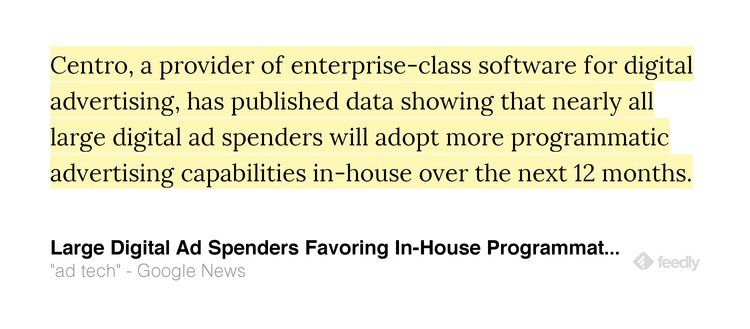 Centro, a provider of enterprise-class software for digital
advertising, has published data showing that nearly all
large digital ad spenders will adopt more programmatic
advertising capabilities in-house over the next 12 months.
Large Digital Ad Spenders Favoring In-House Programmat...
"ad tech" - Google News
feedly